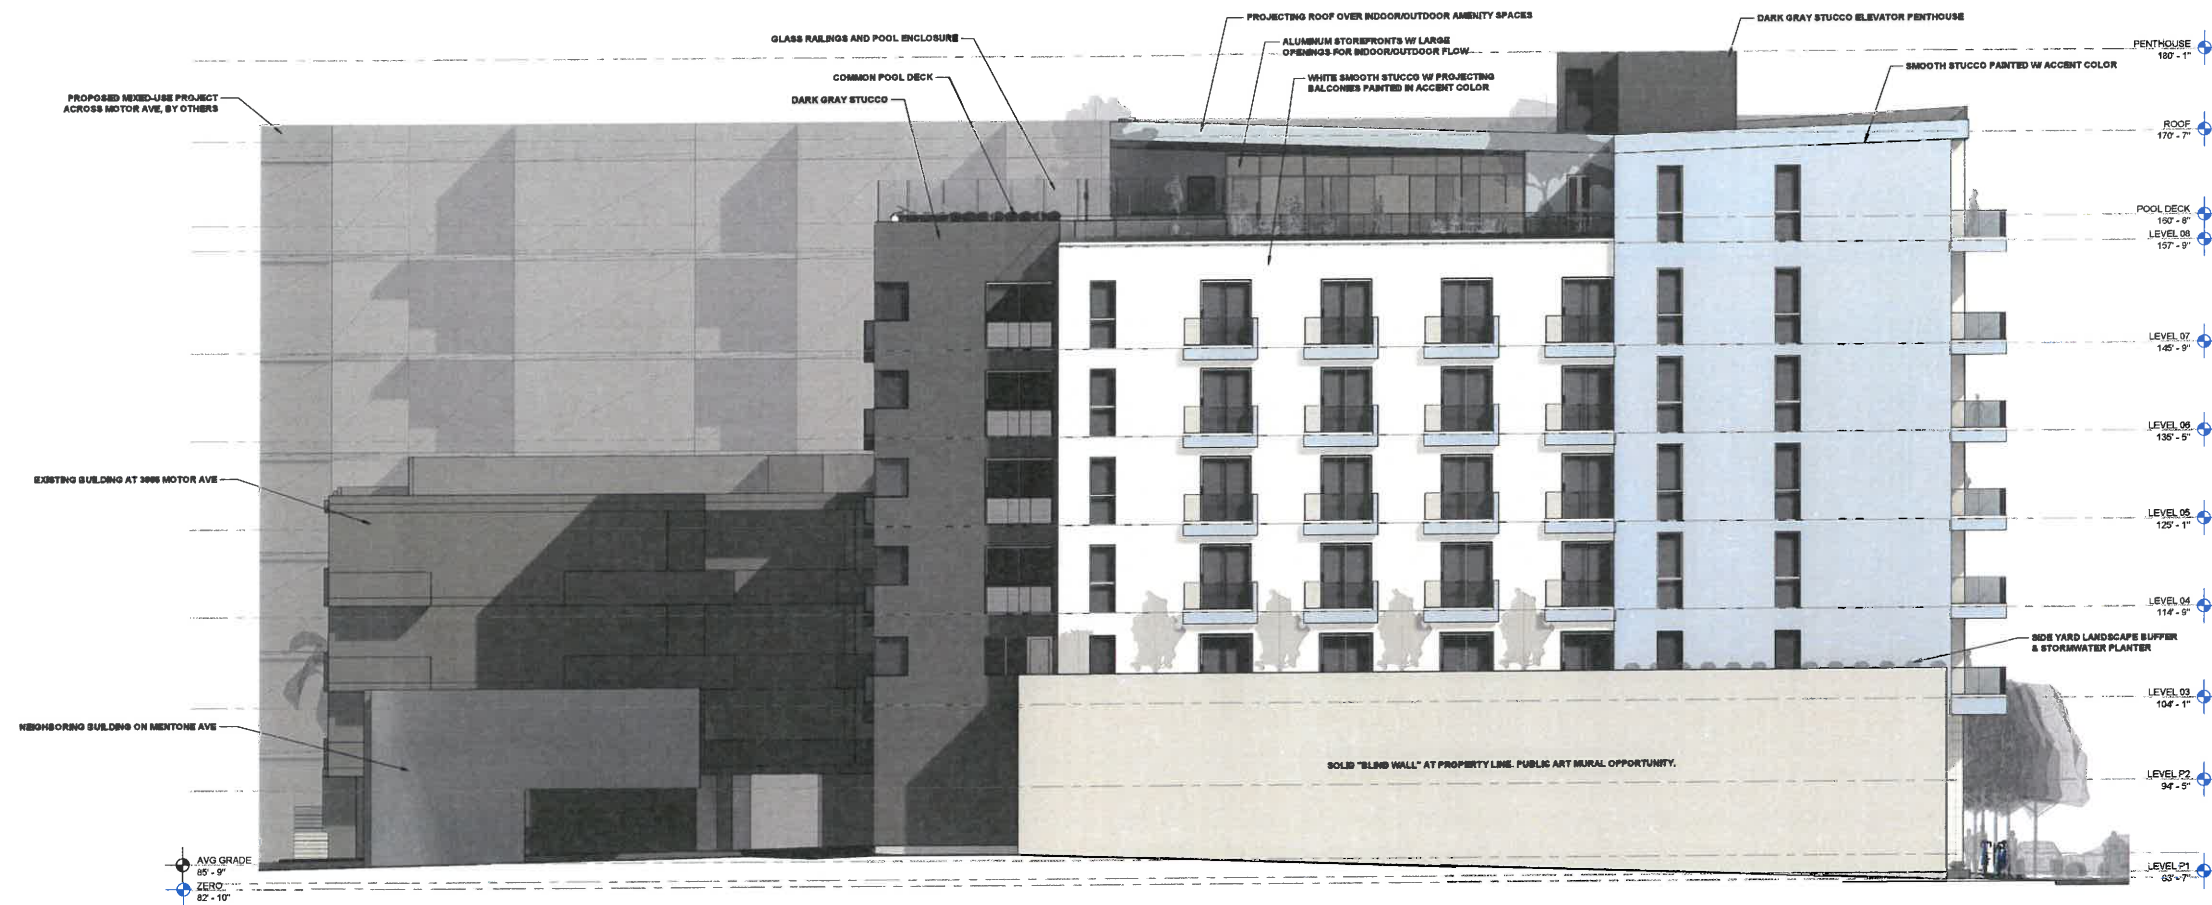 PROJECTING ROOF OVER INDOOR/OUTDOOR AMENITY SPACES
DARK GRAY STUCCO ELEVATOR PENTHOUSE
GLASS RAILINGS AND POOL ENCLOSURE
ALUMINUM STOREFRONTS W/ LARGE
OPENINGS FOR INDOOR/OUTDOOR FLOW
PENTHOUSE
180' - 1"
SMOOTH STUCCO PAINTED W/ ACCENT COLOR
COMMON POOL DECK
WHITE SMOOTH STUCCO W/ PROJECTING
BALCONIES PAINTED IN ACCENT COLOR
PROPOSED MIXED-USE PROJECT
ACROSS MOTOR AVE, BY OTHERS
DARK GRAY STUCCO
ROOF
170' - 7"
POOL DECK
160' - 8"
LEVEL 08
157' - 9"
LEVEL 07
145' - 9"
LEVEL 06
135' - 5"
EXISTING BUILDING AT MOTOR AVE
LEVEL 05
125' - 1"
LEVEL 04
114' - 9"
SIDE YARD LANDSCAPE BUFFER
& STORMWATER PLANTER
LEVEL 03
104' - 1"
NEIGHBORING BUILDING ON MENTONE AVE
SOLID "BLIND WALL" AT PROPERTY LINE. PUBLIC ART MURAL OPPORTUNITY.
LEVEL P2
94' - 5"
AVG GRADE
85' - 9"
LEVEL P1
83' - 7"
ZERO
82' - 10"